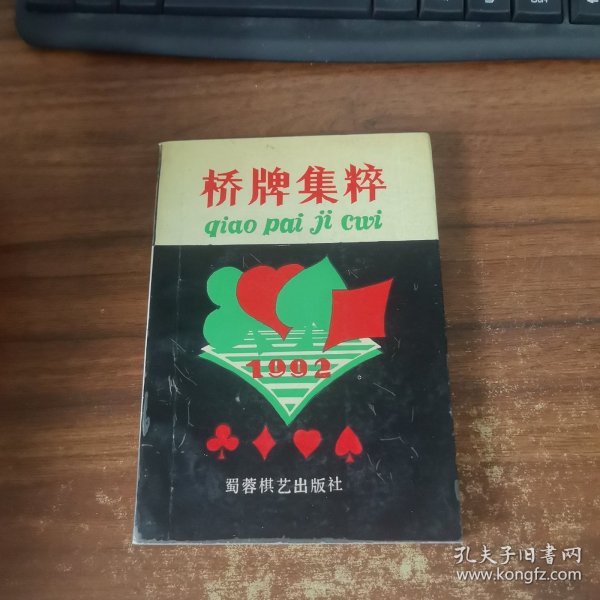 桥牌集粹
qiao pai ji cwi
1992
蜀蓉棋艺出版社
孔夫子旧书网
www.kongfz.com